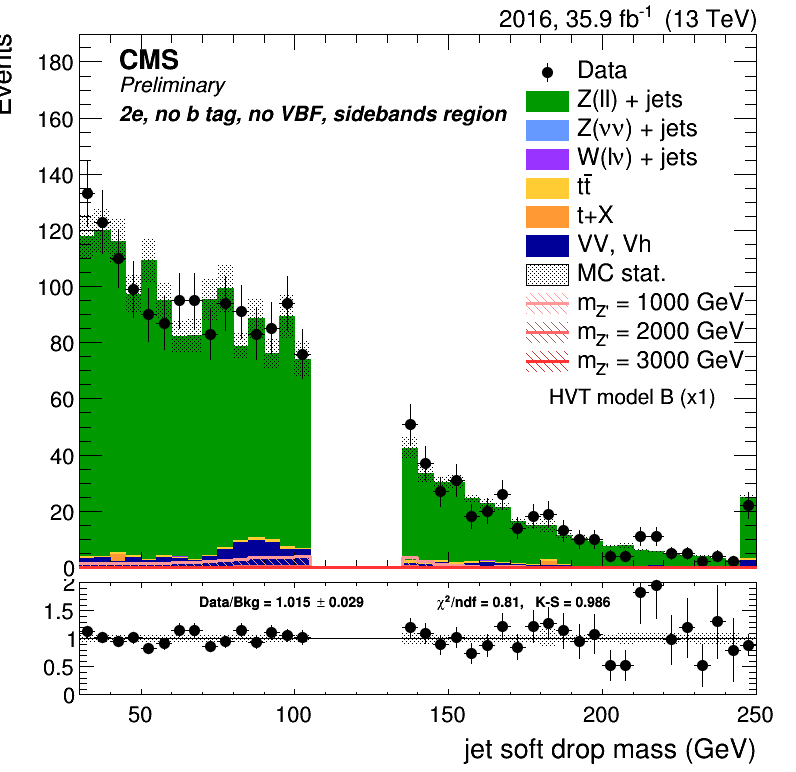 2016, 35.9 fb⁻¹ (13 TeV)
Events
CMS
Preliminary
2e, no b tag, no VBF, sidebands region
Data
Z(ll) + jets
Z(νν) + jets
W(lν) + jets
tt̄
t+X
VV, Vh
MC stat.
m_Z' = 1000 GeV
m_Z' = 2000 GeV
m_Z' = 3000 GeV
HVT model B (x1)
180
160
140
120
100
80
60
40
20
0
Data/Bkg = 1.015 ± 0.029
χ²/ndf = 0.81, K-S = 0.986
2
1.5
1
0.5
0
50 100 150 200 250
jet soft drop mass (GeV)